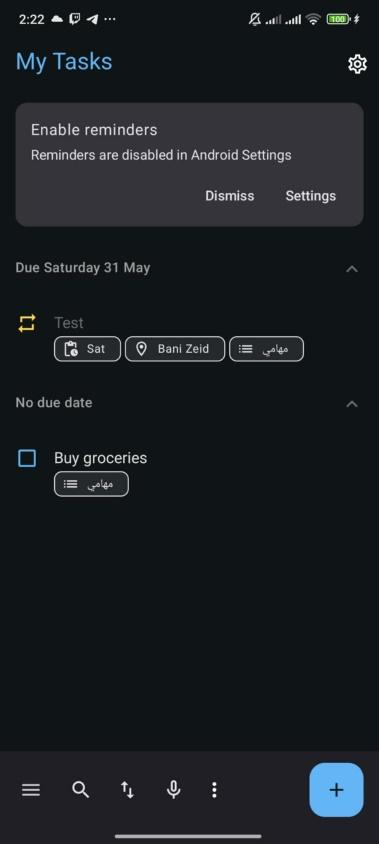 2:22 ...
100
My Tasks
Enable reminders
Reminders are disabled in Android Settings
Dismiss Settings
Due Saturday 31 May
Test
Sat Bani Zeid مهامي
No due date
Buy groceries
مهامي